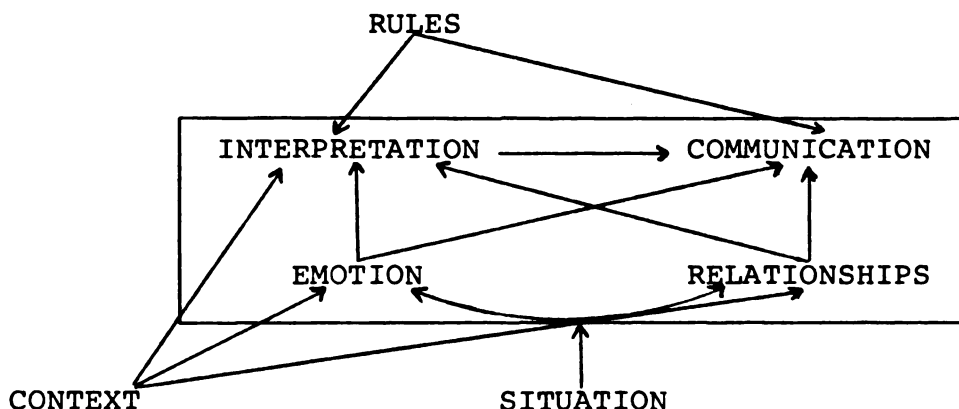 RULES
INTERPRETATION COMMUNICATION
EMOTION RELATIONSHIPS
CONTEXT SITUATION